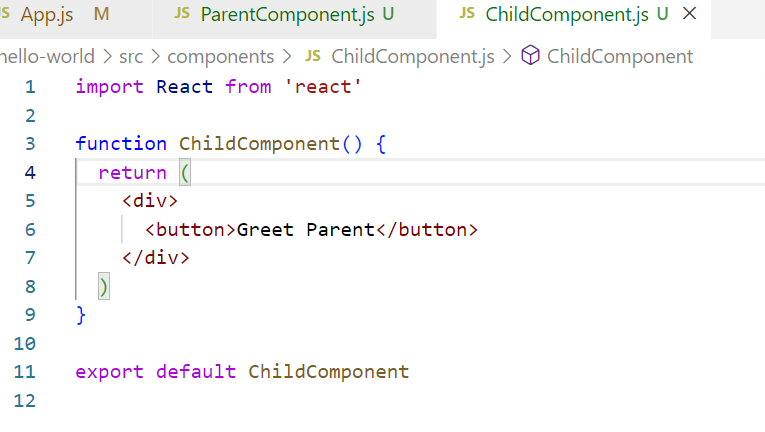 JS App.js M JS ParentComponent.js U JS ChildComponent.js U
hello-world > src > components > JS ChildComponent.js > ChildComponent
1 import React from 'react'
2
3 function ChildComponent() {
4 return (
5 <div>
6 <button>Greet Parent</button>
7 </div>
8 )
9 }
10
11 export default ChildComponent
12